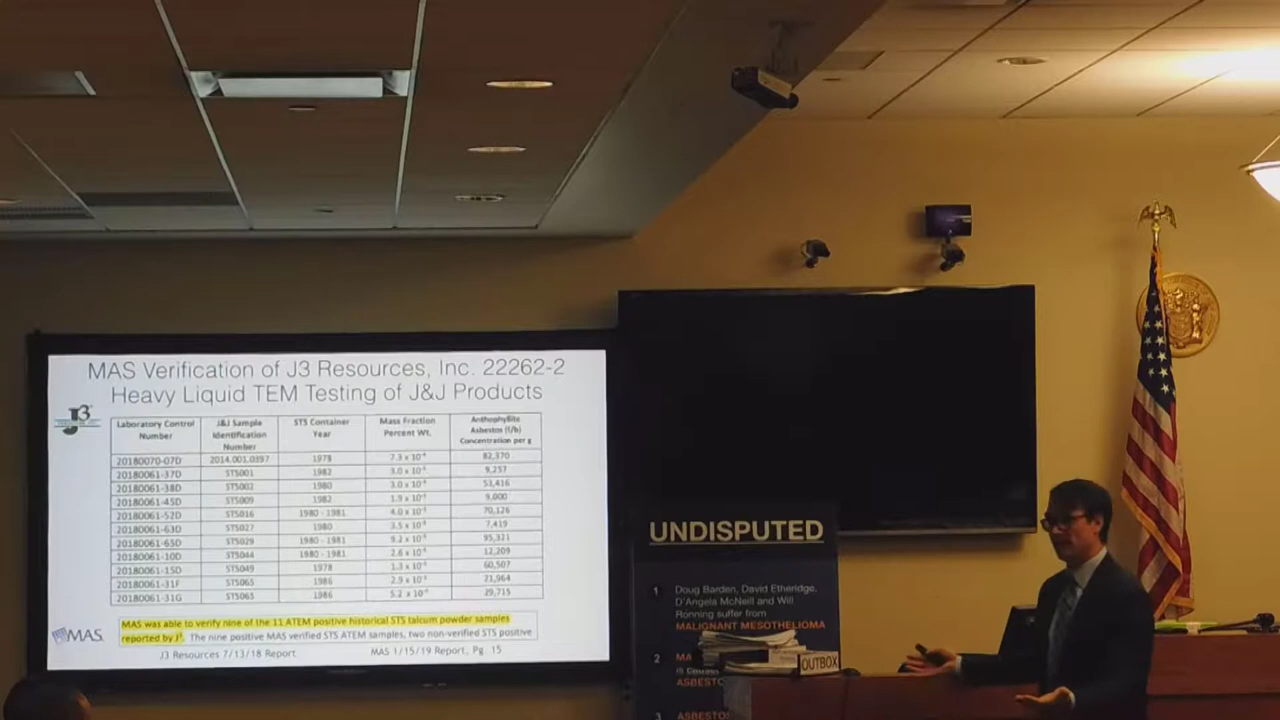 MAS Verification of J3 Resources, Inc. 22262-2
Heavy Liquid TEM Testing of J&J Products
J3
Laboratory Control Number
J&J Sample Identification Number
STS Container Year
Mass Fraction Percent Wt.
Anthophyllite Asbestos (f/b) Concentration per g
20180070-07D 2014.001.0397 1978 82,370
20180061-37D STS001 1982 9,257
20180061-38D STS002 1980 53,416
20180061-45D STS009 1982 9,000
20180061-52D STS016 1980 - 1981 70,126
20180061-63D STS027 1980 7,419
20180061-65D STS029 1980 - 1981 95,321
20180061-10D STS044 1980 - 1981 12,209
20180061-15D STS049 1978 60,507
20180061-31F STS065 1986 21,964
20180061-31G STS065 1986 29,715
MAS was able to verify nine of the 11 ATEM positive historical STS talcum powder samples
reported by J³. The nine positive MAS verified STS ATEM samples, two non-verified STS positive
MAS
J3 Resources 7/13/18 Report MAS 1/15/19 Report, Pg. 15
UNDISPUTED
1 Doug Barden, David Etheridge,
D'Angela McNeill and Will
Ronning suffer from
MALIGNANT MESOTHELIOMA
2 MA
ASBESTO
3 ASBESTO
OUTBOX